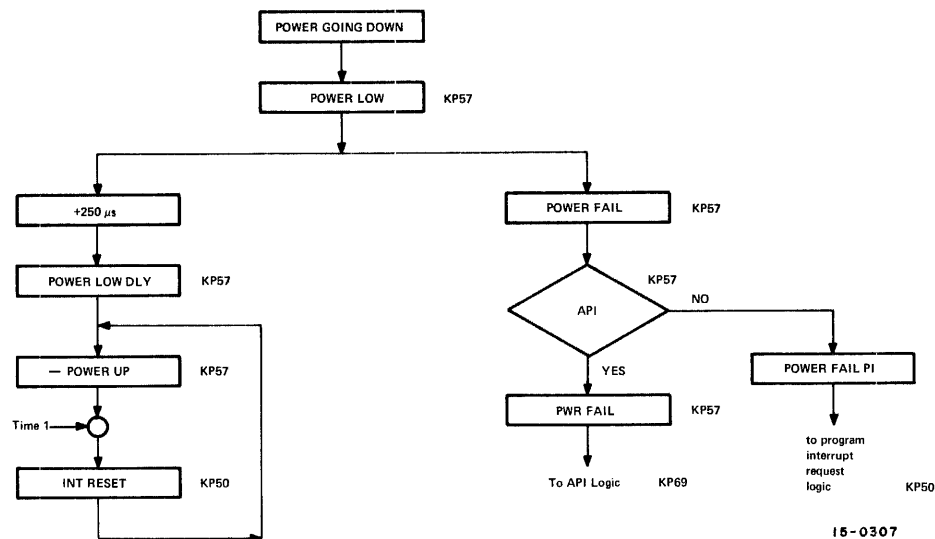 POWER GOING DOWN
POWER LOW
KP57
+250 μs
POWER LOW DLY
KP57
— POWER UP
KP57
Time 1
INT RESET
KP50
POWER FAIL
KP57
KP57
API
NO
YES
PWR FAIL
KP57
To API Logic
KP69
POWER FAIL PI
to program
interrupt
request
logic
KP50
15-0307